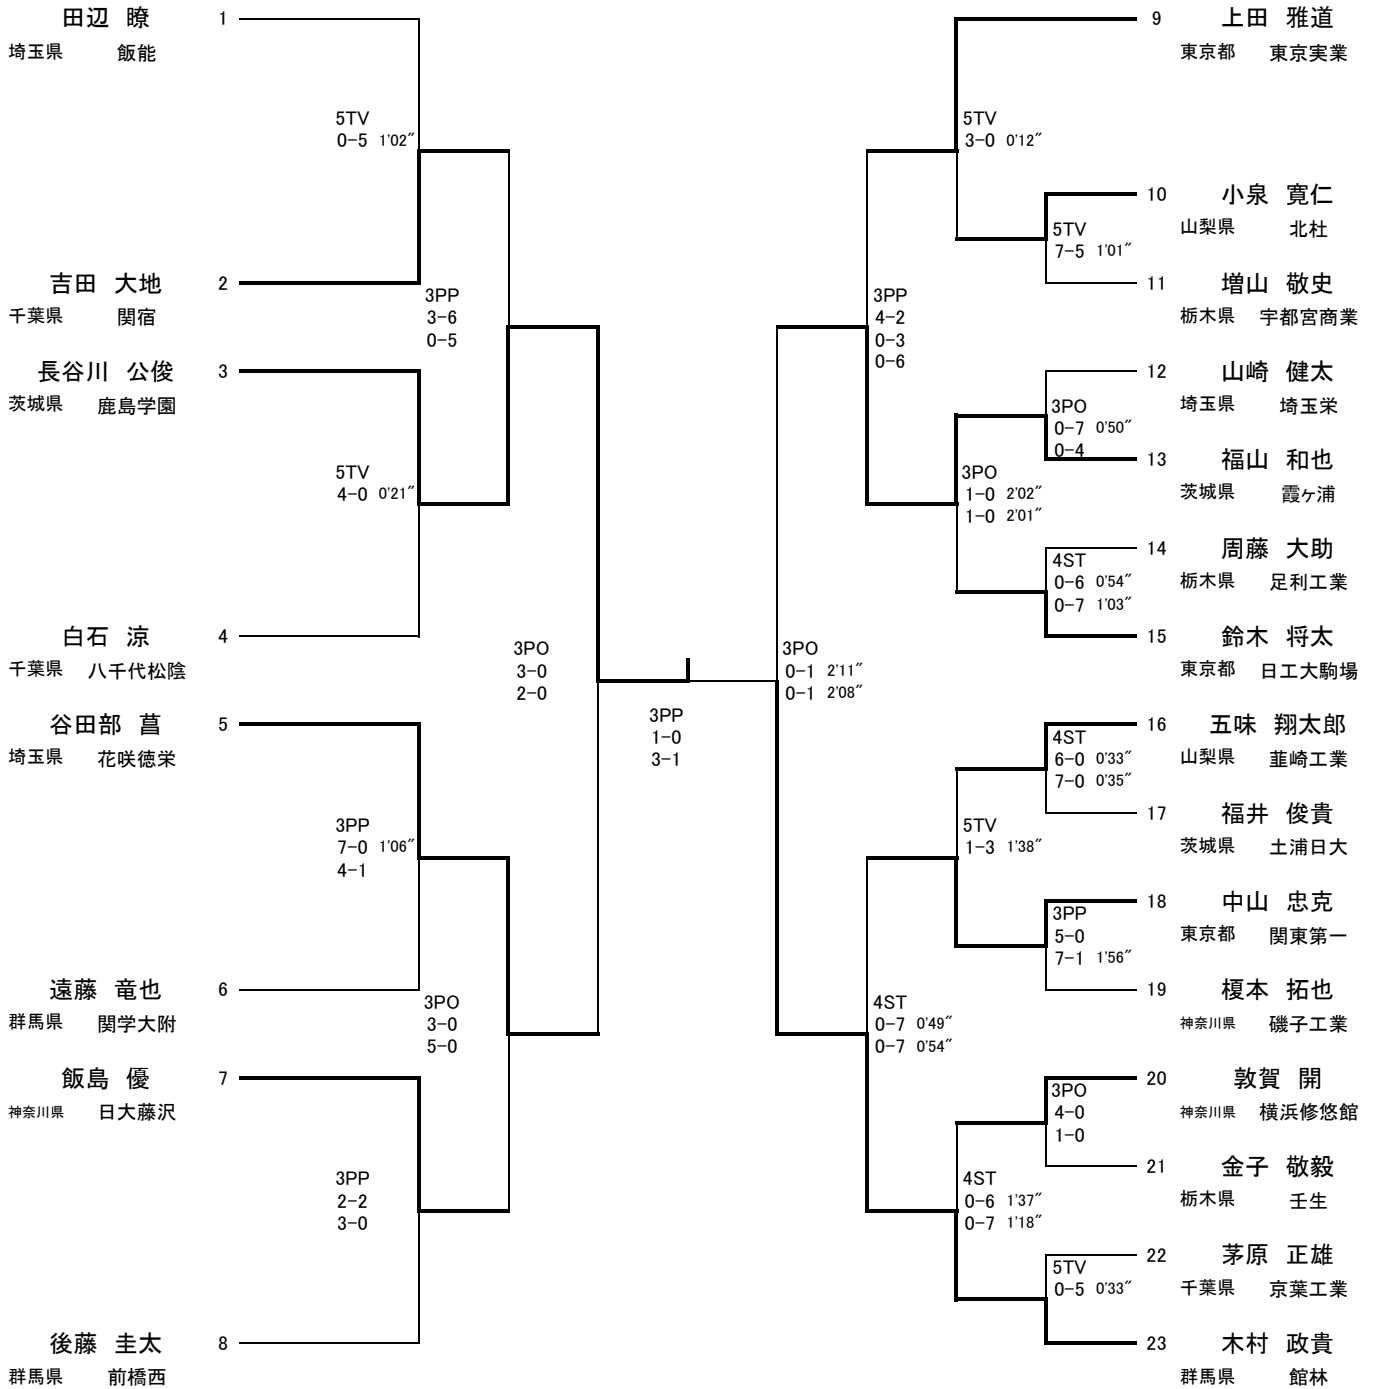 田辺 瞭 1
埼玉県 飯能
5TV
0-5 1'02"
吉田 大地 2
千葉県 関宿
3PP
3-6
0-5
長谷川 公俊 3
茨城県 鹿島学園
5TV
4-0 0'21"
白石 涼 4
千葉県 八千代松陰
3PO
3-0
2-0
谷田部 菖 5
埼玉県 花咲徳栄
3PP
7-0 1'06"
4-1
遠藤 竜也 6
群馬県 関学大附
3PO
3-0
5-0
飯島 優 7
神奈川県 日大藤沢
3PP
2-2
3-0
後藤 圭太 8
群馬県 前橋西
3PP
1-0
3-1
9 上田 雅道
東京都 東京実業
5TV
3-0 0'12"
10 小泉 寛仁
山梨県 北杜
5TV
7-5 1'01"
11 増山 敬史
栃木県 宇都宮商業
3PP
4-2
0-3
0-6
12 山崎 健太
埼玉県 埼玉栄
3PO
0-7 0'50"
0-4
13 福山 和也
茨城県 霞ヶ浦
3PO
1-0 2'02"
1-0 2'01"
14 周藤 大助
栃木県 足利工業
4ST
0-6 0'54"
0-7 1'03"
15 鈴木 将太
東京都 日工大駒場
3PO
0-1 2'11"
0-1 2'08"
16 五味 翔太郎
山梨県 韮崎工業
4ST
6-0 0'33"
7-0 0'35"
17 福井 俊貴
茨城県 土浦日大
5TV
1-3 1'38"
18 中山 忠克
東京都 関東第一
3PP
5-0
7-1 1'56"
19 榎本 拓也
神奈川県 磯子工業
4ST
0-7 0'49"
0-7 0'54"
20 敦賀 開
神奈川県 横浜修悠館
3PO
4-0
1-0
21 金子 敬毅
栃木県 壬生
4ST
0-6 1'37"
0-7 1'18"
22 茅原 正雄
千葉県 京葉工業
5TV
0-5 0'33"
23 木村 政貴
群馬県 館林